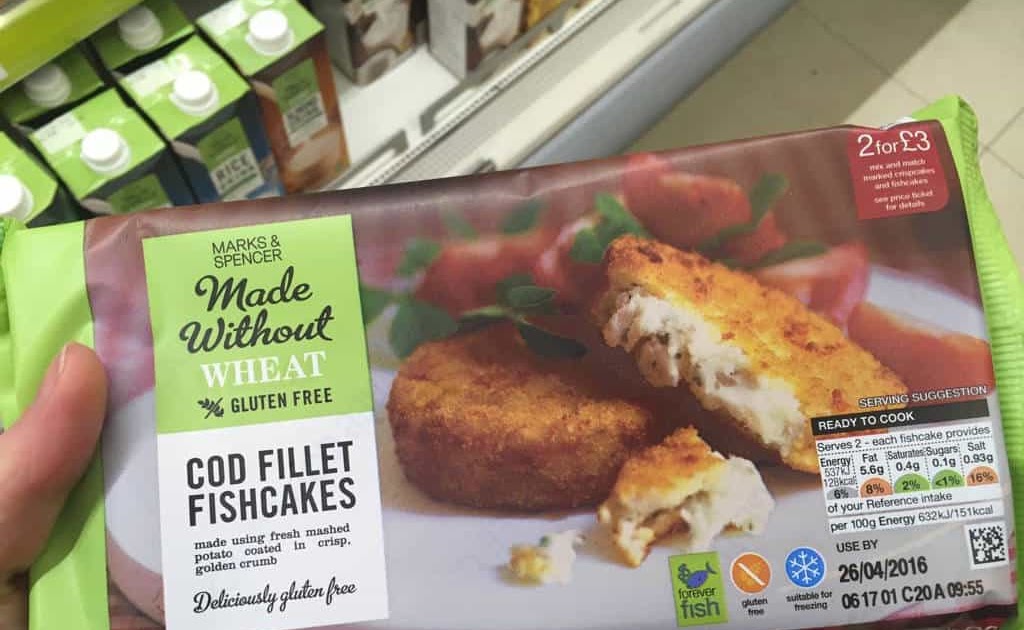 RICE
2 for £3
mix and match
marked crispcakes
and fishcakes
see price ticket
for details
MARKS &
SPENCER
Made
Without
WHEAT
GLUTEN FREE
COD FILLET
FISHCAKES
made using fresh mashed
potato coated in crisp,
golden crumb
Deliciously gluten free
SERVING SUGGESTION
READY TO COOK
Serves 2 - each fishcake provides
Energy Fat Saturates Sugars Salt
537kJ 5.6g 0.4g 0.1g 0.93g
128kcal
6% 8% 2% <1% 16%
of your Reference intake
per 100g Energy 632kJ/151kcal
forever
fish
gluten
free
suitable for
freezing
USE BY
26/04/2016
06 17 01 C20A 09:55